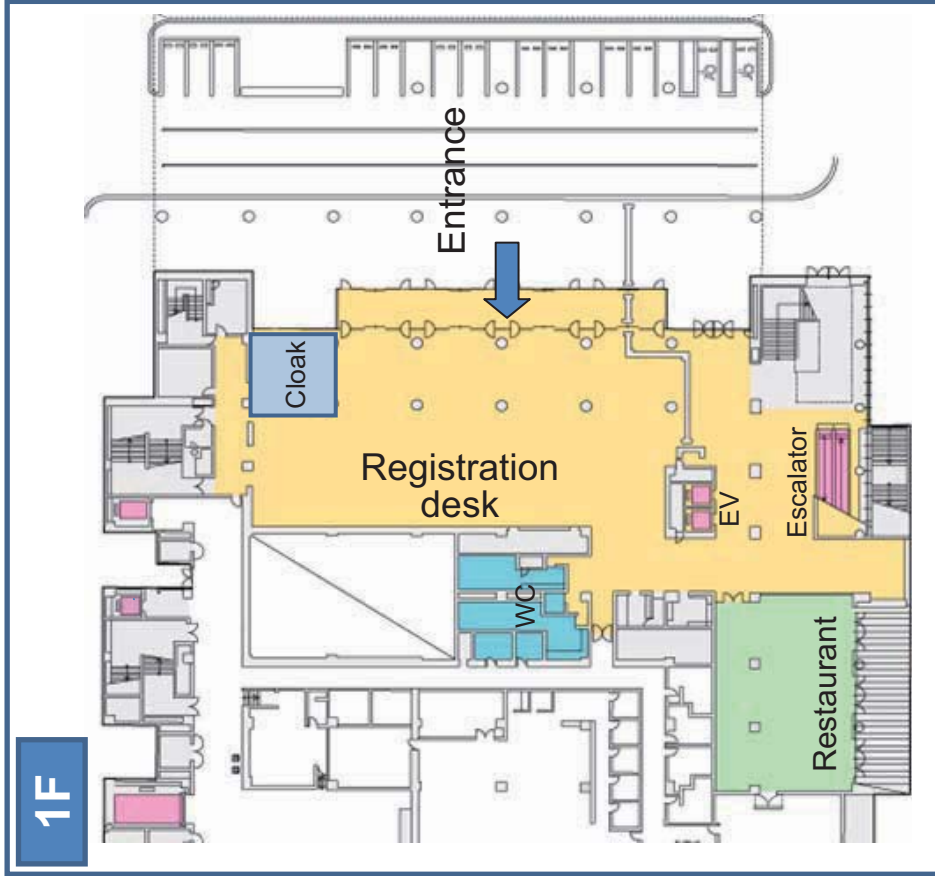 1F
Entrance
Cloak
Registration
desk
EV
Escalator
WC
Restaurant